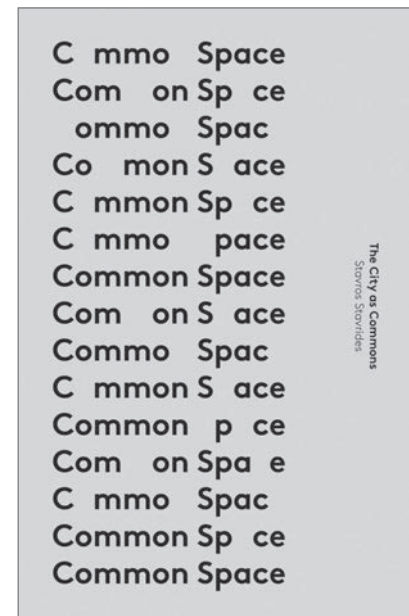 C mmo Space
Com on Sp ce
ommo Spac
Co mon S ace
C mmon Sp ce
C mmo pace
Common Space
Com on S ace
Commo Spac
C mmon S ace
Common p ce
Com on Spa e
C mmo Spac
Common Sp ce
Common Space
The City as Commons
Stavros Stavrides